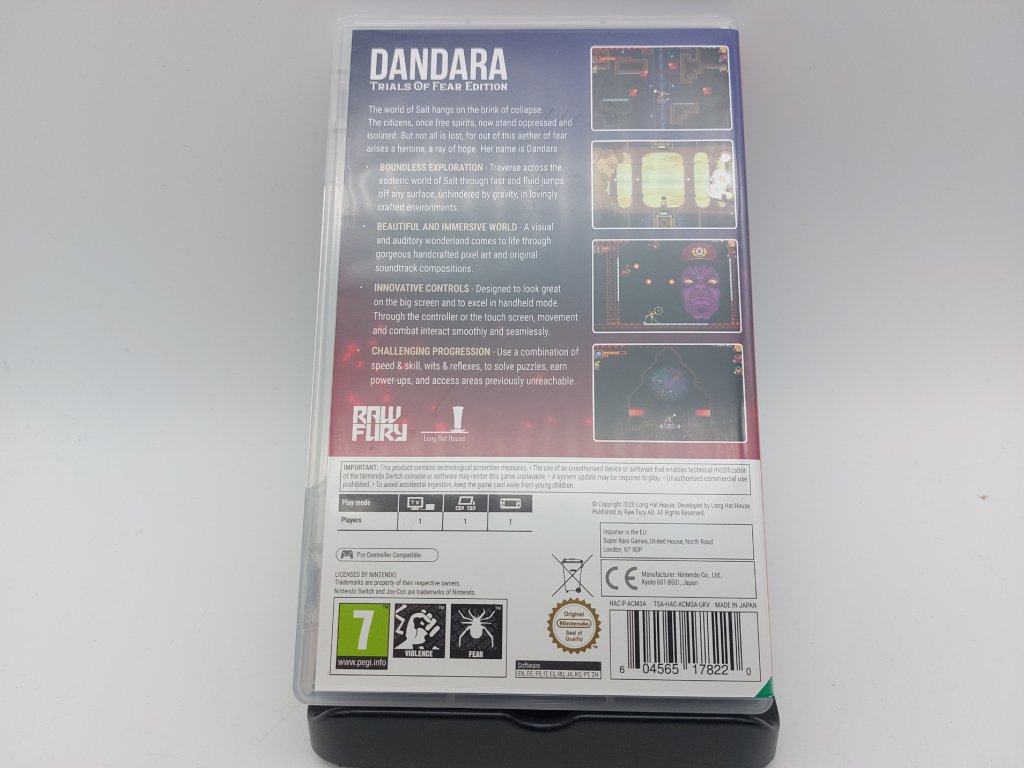 DANDARA
TRIALS OF FEAR EDITION
The world of Salt hangs on the brink of collapse.
The citizens, once free spirits, now stand oppressed and
isolated. But not all is lost, for out of this aether of fear
arises a heroine, a ray of hope. Her name is Dandara.
• BOUNDLESS EXPLORATION - Traverse across the
esoteric world of Salt through fast and fluid jumps
off any surface, unhindered by gravity, in lovingly
crafted environments.
• BEAUTIFUL AND IMMERSIVE WORLD - A visual
and auditory wonderland comes to life through
gorgeous handcrafted pixel art and original
soundtrack compositions.
• INNOVATIVE CONTROLS - Designed to look great
on the big screen and to excel in handheld mode.
Through the controller or the touch screen, movement
and combat interact smoothly and seamlessly.
• CHALLENGING PROGRESSION - Use a combination of
speed & skill, wits & reflexes, to solve puzzles, earn
power-ups, and access areas previously unreachable.
RAW
FURY
Long Hat House
IMPORTANT: This product contains technological protection measures. • The use of an unauthorised device or software that enables technical modification
of the Nintendo Switch console or software may render this game unplayable. • A system update may be required to play. • Unauthorised commercial use
prohibited. • To avoid accidental ingestion, keep the game card away from young children.
Play mode TV
Players 1 1 1
© Copyright 2020 Long Hat House. Developed by Long Hat House.
Published by Raw Fury AB. All Rights Reserved.
Importer in the EU:
Super Rare Games, United House, North Road
London, N7 9DP
Pro Controller Compatible
CE Manufacturer: Nintendo Co., Ltd.,
Kyoto 601-8501, Japan
LICENSED BY NINTENDO.
Trademarks are property of their respective owners.
Nintendo Switch and Joy-Con are trademarks of Nintendo.
HAC-P-ACM3A TSA-HAC-ACM3A-UKV MADE IN JAPAN
7
www.pegi.info
VIOLENCE
FEAR
Original
Nintendo
Seal of
Quality
Software
EN, DE, FR, IT, ES, RU, JA, KO, PT, ZH
6 04565 17822 0